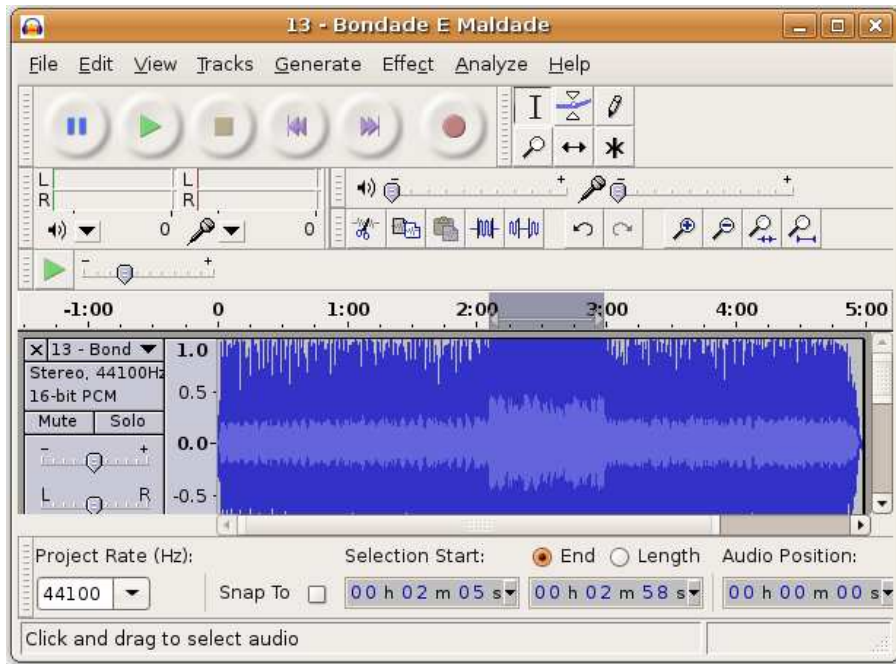 13 - Bondade E Maldade
File Edit View Tracks Generate Effect Analyze Help
L
R
L
R
0
0
- +
- +
- +
-1:00 0 1:00 2:00 3:00 4:00 5:00
13 - Bond
Stereo, 44100Hz
16-bit PCM
Mute Solo
- +
L R
1.0
0.5
0.0
-0.5
Project Rate (Hz): Selection Start: End Length Audio Position:
44100 Snap To 00 h 02 m 05 s 00 h 02 m 58 s 00 h 00 m 00 s
Click and drag to select audio